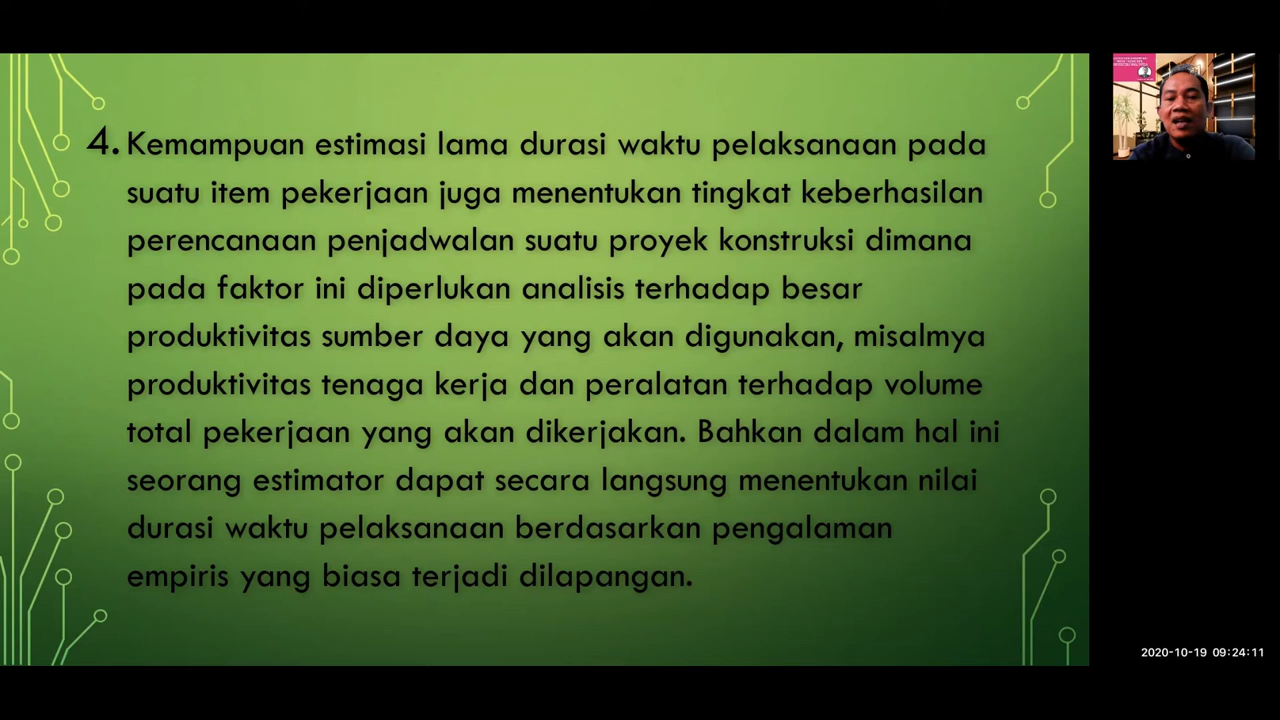 4. Kemampuan estimasi lama durasi waktu pelaksanaan pada
suatu item pekerjaan juga menentukan tingkat keberhasilan
perencanaan penjadwalan suatu proyek konstruksi dimana
pada faktor ini diperlukan analisis terhadap besar
produktivitas sumber daya yang akan digunakan, misalmya
produktivitas tenaga kerja dan peralatan terhadap volume
total pekerjaan yang akan dikerjakan. Bahkan dalam hal ini
seorang estimator dapat secara langsung menentukan nilai
durasi waktu pelaksanaan berdasarkan pengalaman
empiris yang biasa terjadi dilapangan.
2020-10-19 09:24:11